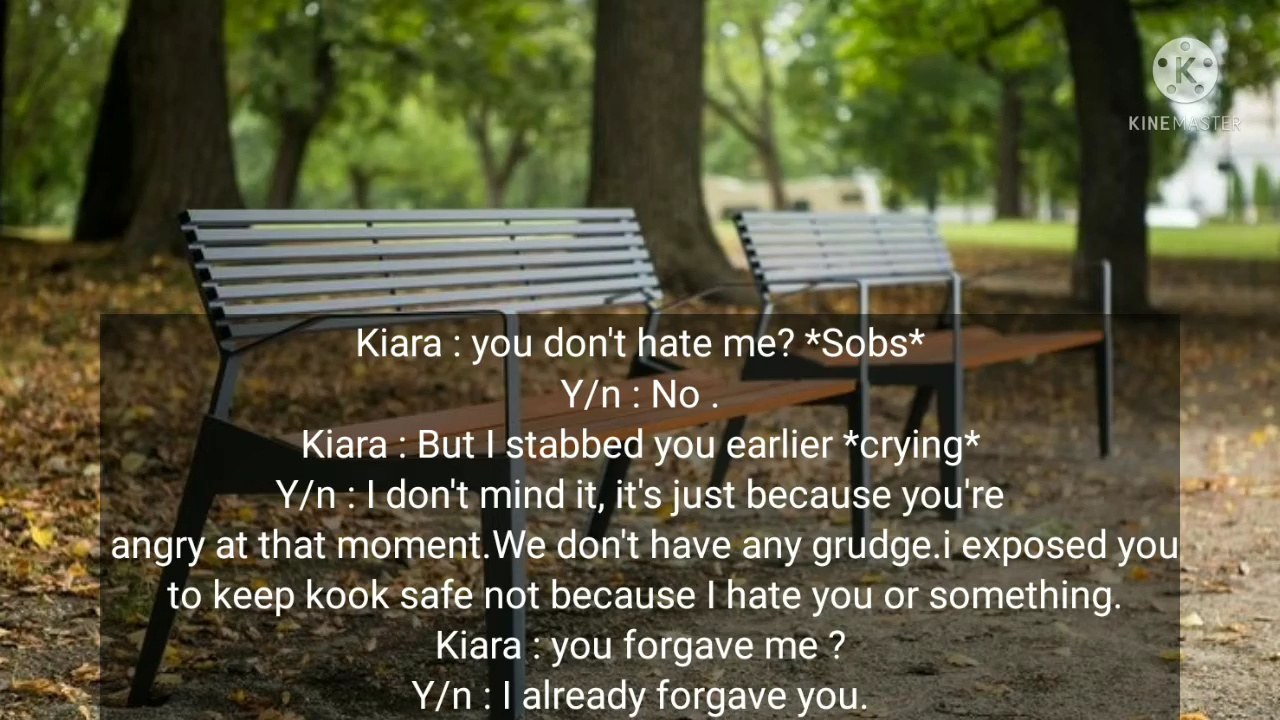 KINEMASTER
Kiara : you don't hate me? *Sobs*
Y/n : No .
Kiara : But I stabbed you earlier *crying*
Y/n : I don't mind it, it's just because you're
angry at that moment.We don't have any grudge.i exposed you
to keep kook safe not because I hate you or something.
Kiara : you forgave me ?
Y/n : I already forgave you.